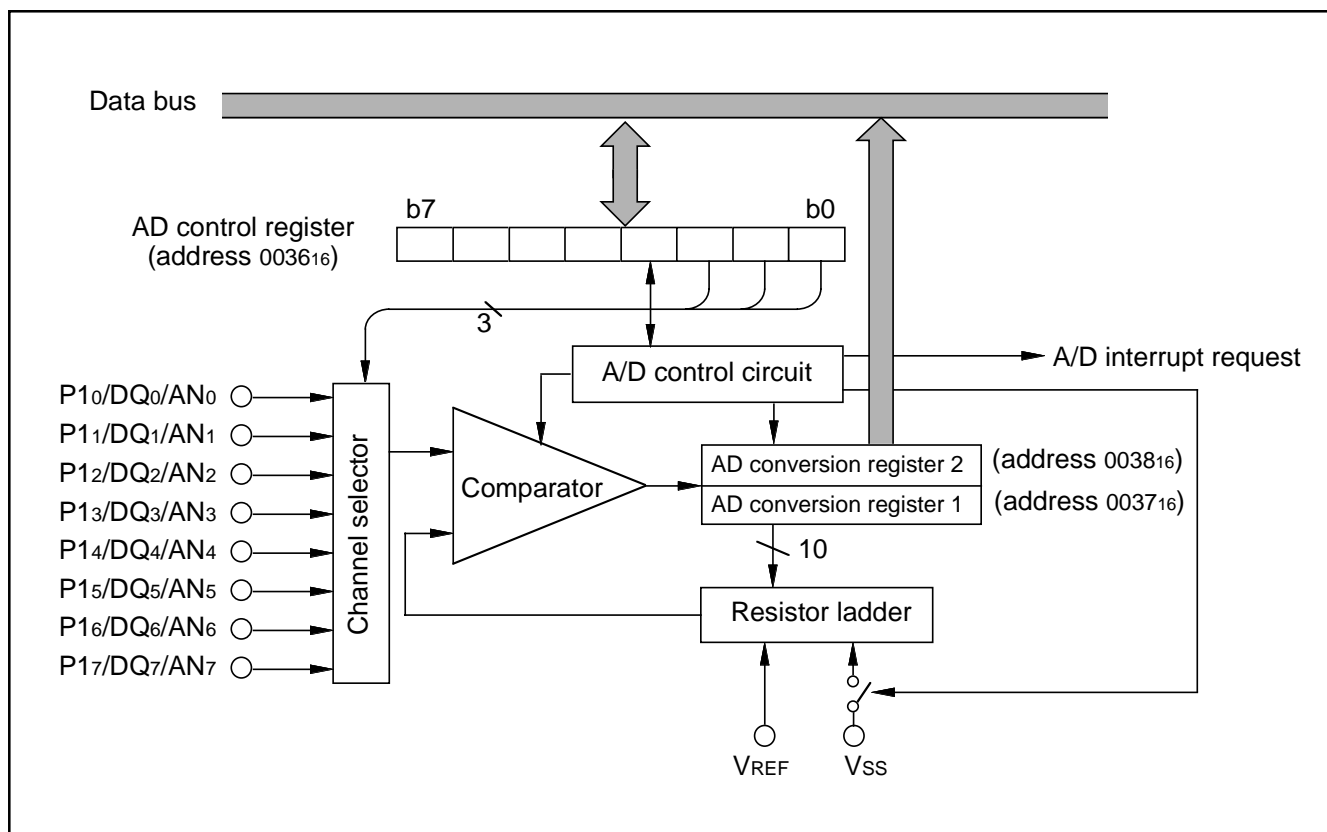 Data bus
b7
b0
AD control register
(address 0036₁₆)
3
A/D control circuit
A/D interrupt request
P1₀/DQ₀/AN₀
P1₁/DQ₁/AN₁
P1₂/DQ₂/AN₂
P1₃/DQ₃/AN₃
P1₄/DQ₄/AN₄
P1₅/DQ₅/AN₅
P1₆/DQ₆/AN₆
P1₇/DQ₇/AN₇
Channel selector
Comparator
AD conversion register 2
(address 0038₁₆)
AD conversion register 1
(address 0037₁₆)
10
Resistor ladder
VREF
VSS